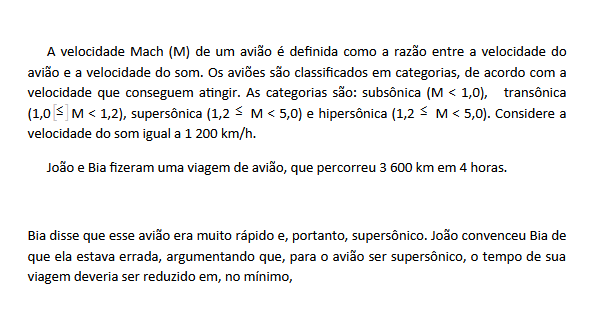 A velocidade Mach (M) de um avião é definida como a razão entre a velocidade do
avião e a velocidade do som. Os aviões são classificados em categorias, de acordo com a
velocidade que conseguem atingir. As categorias são: subsônica (M < 1,0), transônica
(1,0 ≤ M < 1,2), supersônica (1,2 ≤ M < 5,0) e hipersônica (1,2 ≤ M < 5,0). Considere a
velocidade do som igual a 1 200 km/h.
João e Bia fizeram uma viagem de avião, que percorreu 3 600 km em 4 horas.
Bia disse que esse avião era muito rápido e, portanto, supersônico. João convenceu Bia de
que ela estava errada, argumentando que, para o avião ser supersônico, o tempo de sua
viagem deveria ser reduzido em, no mínimo,